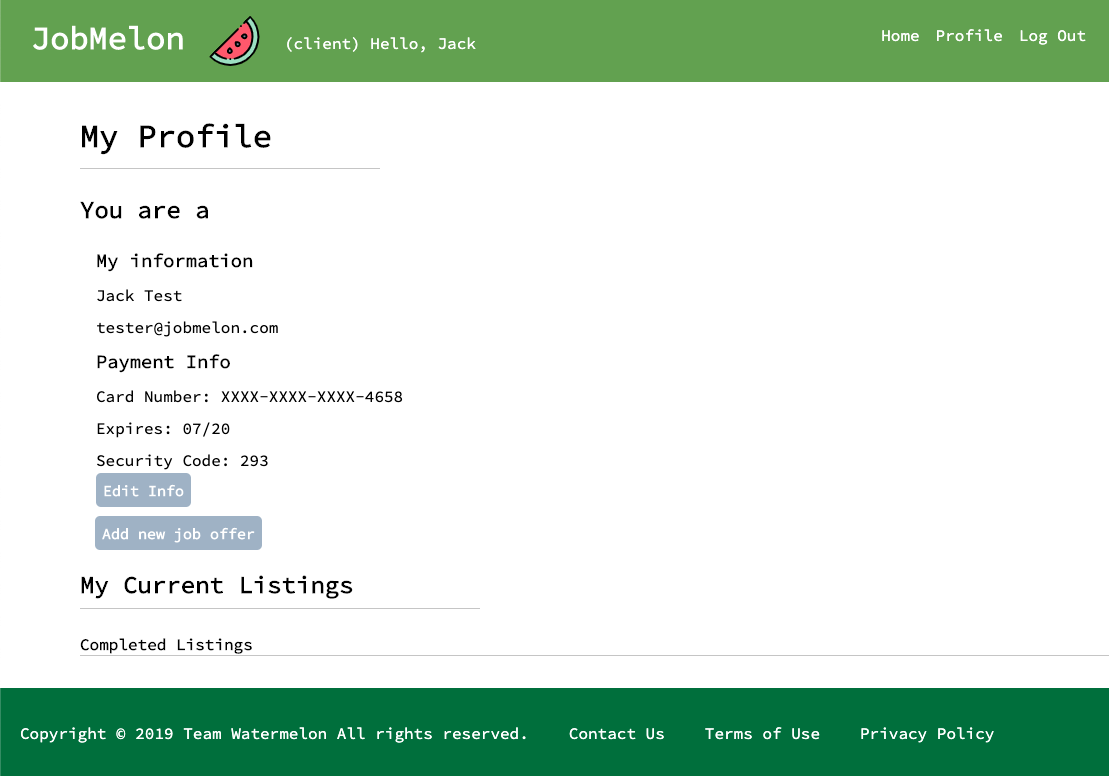 JobMelon (client) Hello, Jack Home Profile Log Out
My Profile
You are a
My information
Jack Test
tester@jobmelon.com
Payment Info
Card Number: XXXX-XXXX-XXXX-4658
Expires: 07/20
Security Code: 293
Edit Info
Add new job offer
My Current Listings
Completed Listings
Copyright © 2019 Team Watermelon All rights reserved. Contact Us Terms of Use Privacy Policy